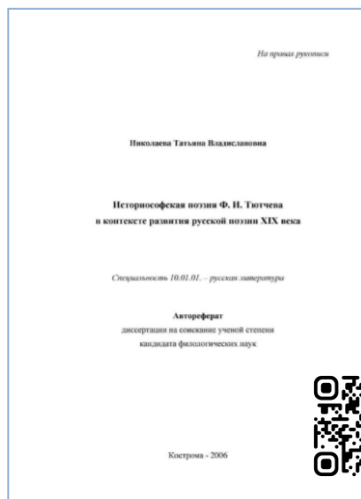 На правах рукописи
Николаева Татьяна Владиславовна
Историософская поэзия Ф. И. Тютчева
в контексте развития русской поэзии XIX века
Специальность 10.01.01. – русская литература
Автореферат
диссертации на соискание ученой степени
кандидата филологических наук
Кострома - 2006